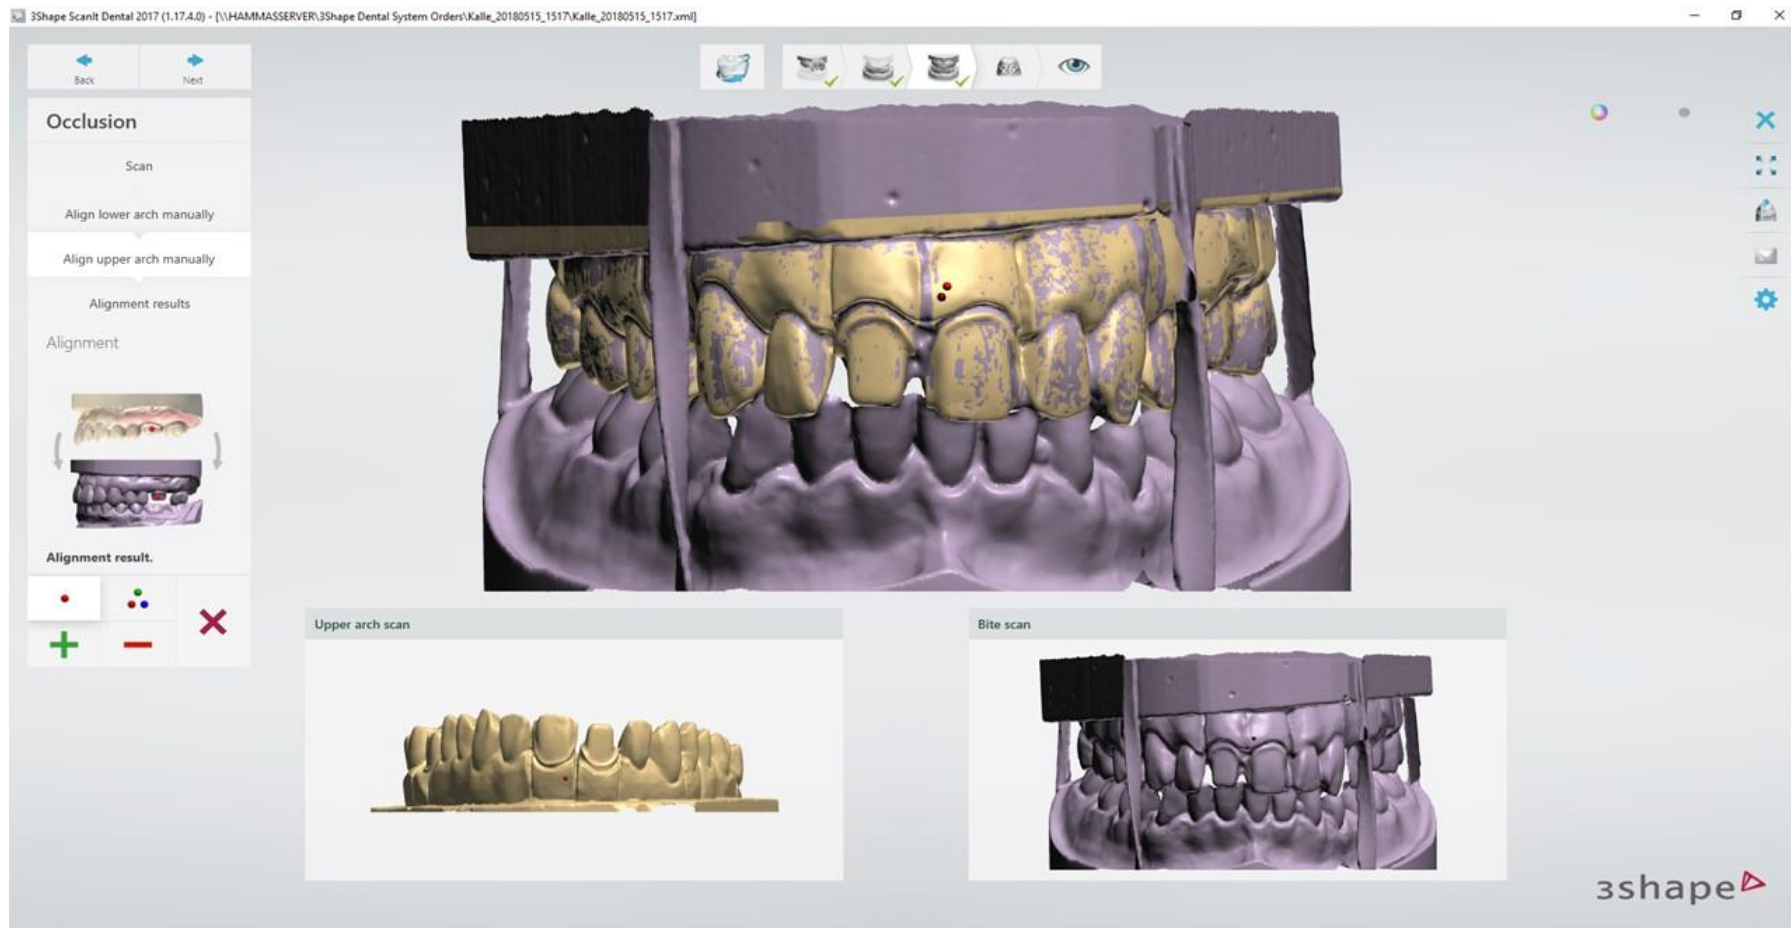 3Shape ScanIt Dental 2017 (1.17.4.0) - [\\HAMMASSERVER\3Shape Dental System Orders\Kalle_20180515_1517\Kalle_20180515_1517.xml]
Back
Next
Occlusion
Scan
Align lower arch manually
Align upper arch manually
Alignment results
Alignment
Alignment result.
Upper arch scan
Bite scan
3shape